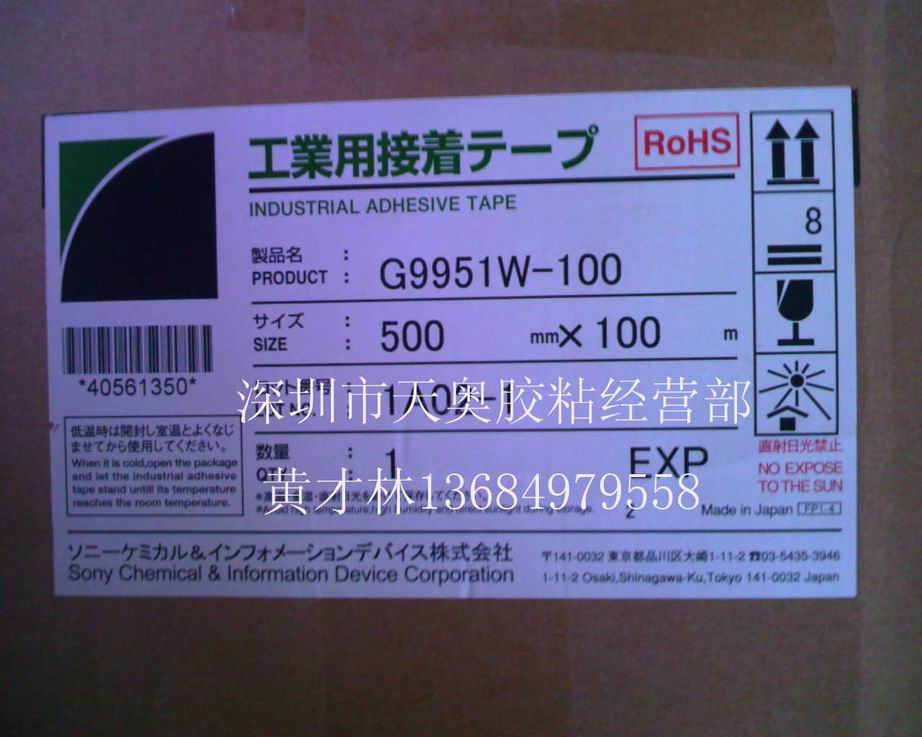 工業用接着テープ
RoHS
INDUSTRIAL ADHESIVE TAPE
8
製品名 :
PRODUCT : G9951W-100
サイズ :
SIZE : 500 mm × 100 m
*40561350*
深圳市天奥胶粘经营部
低温時は開封し室温とよくなじ
ませてから使用してください。
When it is cold,open the package
and let the industrial adhesive
tape stand untill its temperature
reaches the room temperature.
数量 :
1
EXP
黄才林13684979558
直射日光禁止
NO EXPOSE
TO THE SUN
2
Made in Japan FP1-4
ソニーケミカル&インフォメーションデバイス株式会社
Sony Chemical & Information Device Corporation
〒141-0032 東京都品川区大崎1-11-2 ☎03-5435-3946
1-11-2 Osaki,Shinagawa-Ku,Tokyo 141-0032 Japan